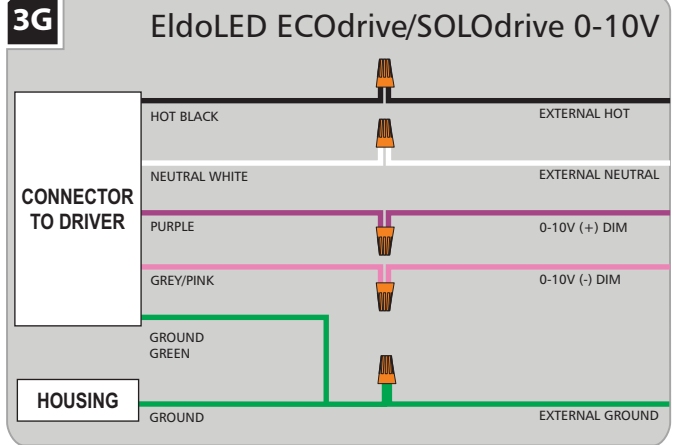 3G
EldoLED ECOdrive/SOLOdrive 0-10V
HOT BLACK
EXTERNAL HOT
NEUTRAL WHITE
EXTERNAL NEUTRAL
CONNECTOR
TO DRIVER
PURPLE
0-10V (+) DIM
GREY/PINK
0-10V (-) DIM
GROUND
GREEN
HOUSING
GROUND
EXTERNAL GROUND